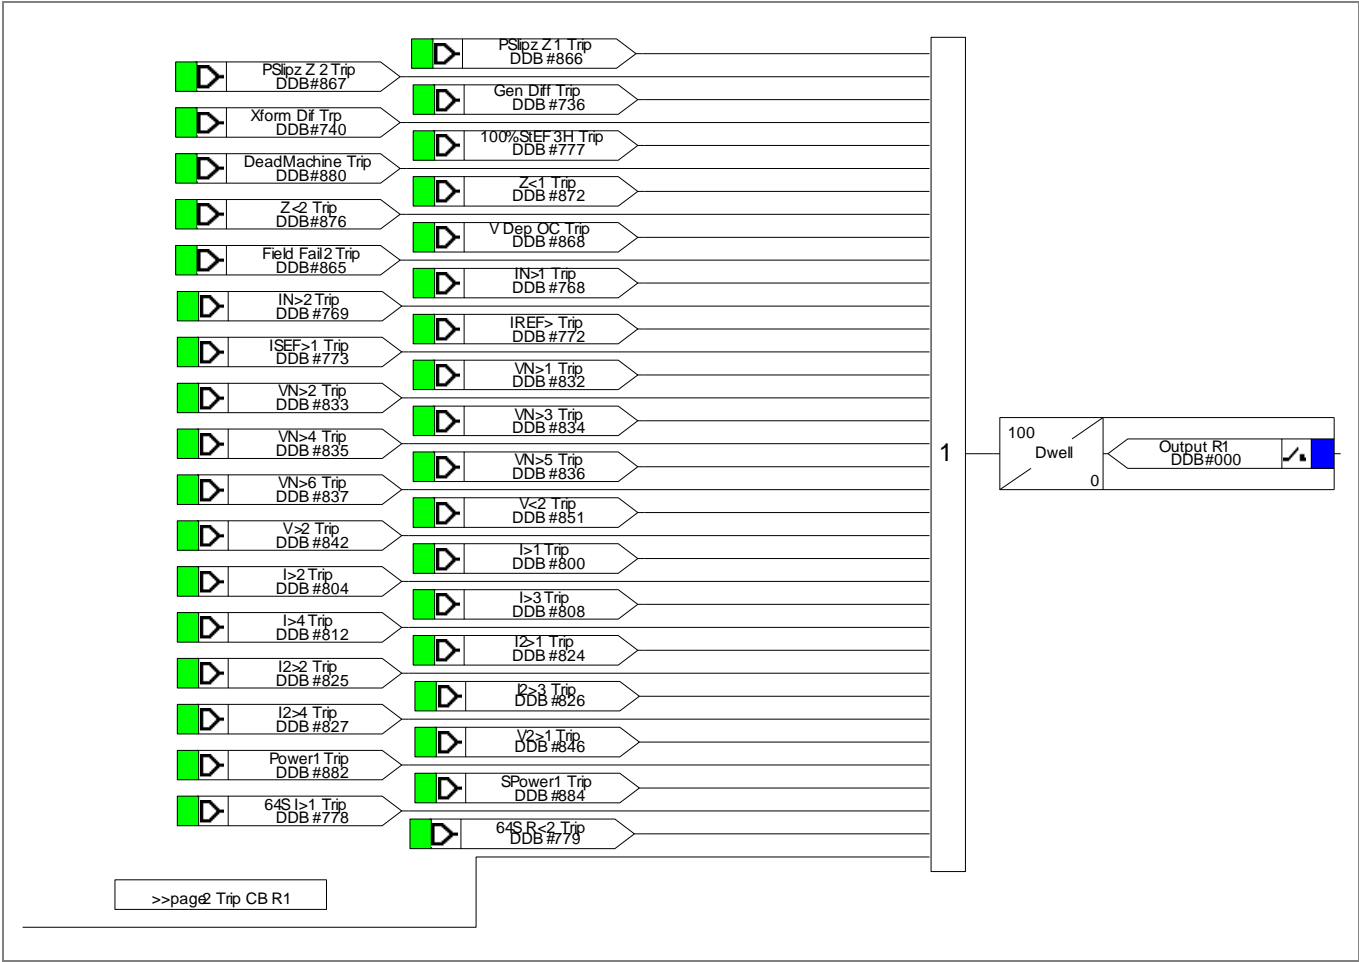 PSlipz Z1 Trip
DDB #866
PSlipz Z 2 Trip
DDB#867
Gen Diff Trip
DDB #736
Xform Dif Trp
DDB#740
100%StEF3H Trip
DDB #777
DeadMachine Trip
DDB#880
Z<1 Trip
DDB #872
Z<2 Trip
DDB#876
V Dep OC Trip
DDB #868
Field Fail2 Trip
DDB#865
IN>1 Trip
DDB #768
IN>2 Trip
DDB #769
IREF> Trip
DDB #772
ISEF>1 Trip
DDB #773
VN>1 Trip
DDB #832
VN>2 Trip
DDB #833
VN>3 Trip
DDB #834
VN>4 Trip
DDB #835
VN>5 Trip
DDB #836
VN>6 Trip
DDB #837
V<2 Trip
DDB #851
V>2 Trip
DDB #842
I>1 Trip
DDB #800
I>2 Trip
DDB #804
I>3 Trip
DDB #808
I>4 Trip
DDB #812
I2>1 Trip
DDB #824
I2>2 Trip
DDB #825
I2>3 Trip
DDB #826
I2>4 Trip
DDB #827
V2>1 Trip
DDB #846
Power1 Trip
DDB #882
SPower1 Trip
DDB #884
64S I>1 Trip
DDB #778
64S R<2 Trip
DDB #779
1
100
Dwell
0
Output R1
DDB#000
>>page2 Trip CB R1